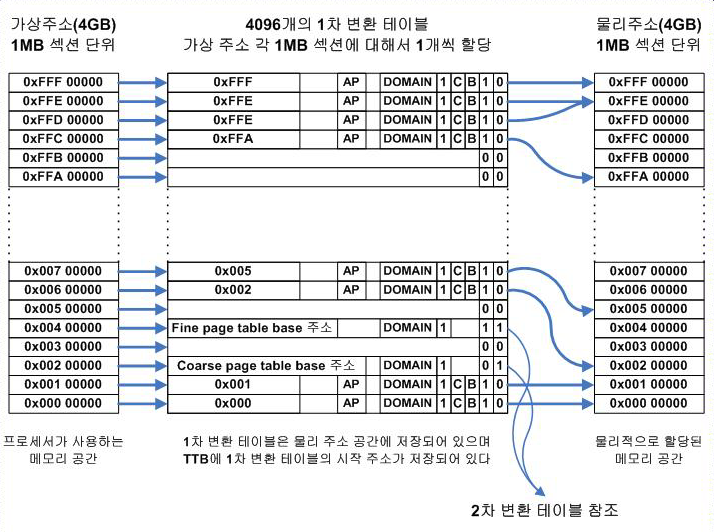 가상주소(4GB) 4096개의 1차 변환 테이블 물리주소(4GB)
1MB 섹션 단위 가상 주소 각 1MB 섹션에 대해서 1개씩 할당 1MB 섹션 단위
0xFFF 00000 0xFFF AP DOMAIN 1 C B 1 0 0xFFF 00000
0xFFE 00000 0xFFE AP DOMAIN 1 C B 1 0 0xFFE 00000
0xFFD 00000 0xFFE AP DOMAIN 1 C B 1 0 0xFFD 00000
0xFFC 00000 0xFFA AP DOMAIN 1 C B 1 0 0xFFC 00000
0xFFB 00000 0 0 0xFFB 00000
0xFFA 00000 0 0 0xFFA 00000
0x007 00000 0x005 AP DOMAIN 1 C B 1 0 0x007 00000
0x006 00000 0x002 AP DOMAIN 1 C B 1 0 0x006 00000
0x005 00000 0 0 0x005 00000
0x004 00000 Fine page table base 주소 DOMAIN 1 1 1 0x004 00000
0x003 00000 0 0 0x003 00000
0x002 00000 Coarse page table base 주소 DOMAIN 1 0 1 0x002 00000
0x001 00000 0x001 AP DOMAIN 1 C B 1 0 0x001 00000
0x000 00000 0x000 AP DOMAIN 1 C B 1 0 0x000 00000
프로세서가 사용하는 1차 변환 테이블은 물리 주소 공간에 저장되어 있으며 물리적으로 할당된
메모리 공간 TTB에 1차 변환 테이블의 시작 주소가 저장되어 있다 메모리 공간
2차 변환 테이블 참조